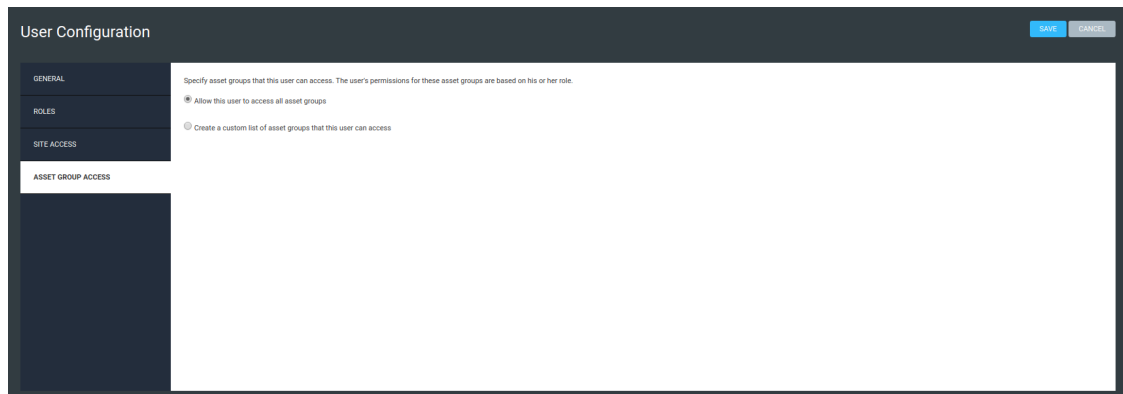 User Configuration
SAVE
CANCEL
GENERAL
ROLES
SITE ACCESS
ASSET GROUP ACCESS
Specify asset groups that this user can access. The user's permissions for these asset groups are based on his or her role.
Allow this user to access all asset groups
Create a custom list of asset groups that this user can access